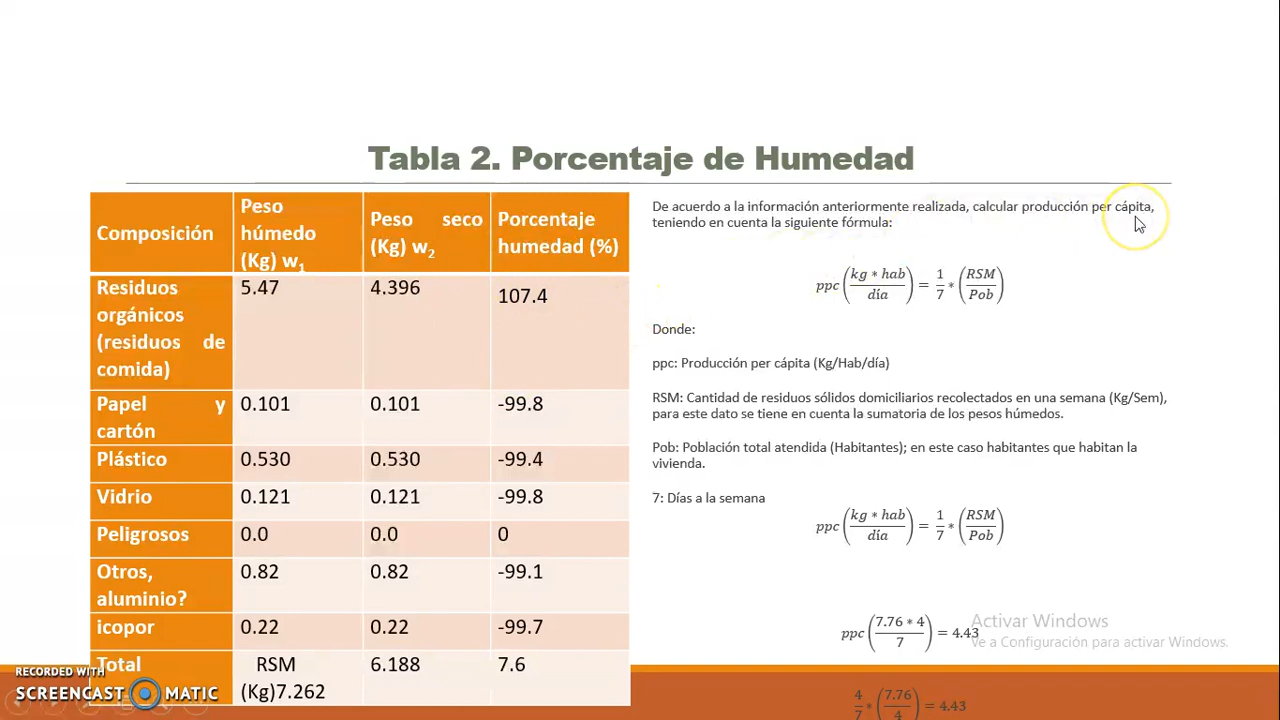 Tabla 2. Porcentaje de Humedad
Composición
Peso
húmedo
(Kg) w1
Peso seco
(Kg) w2
Porcentaje
humedad (%)
Residuos
orgánicos
(residuos de
comida)
5.47
4.396
107.4
Papel y
cartón
0.101
0.101
-99.8
Plástico
0.530
0.530
-99.4
Vidrio
0.121
0.121
-99.8
Peligrosos
0.0
0.0
0
Otros,
aluminio?
0.82
0.82
-99.1
icopor
0.22
0.22
-99.7
Total
RSM
(Kg)7.262
6.188
7.6
De acuerdo a la información anteriormente realizada, calcular producción per cápita,
teniendo en cuenta la siguiente fórmula:
ppc (kg * hab / día) = 1/7 * (RSM / Pob)
Donde:
ppc: Producción per cápita (Kg/Hab/día)
RSM: Cantidad de residuos sólidos domiciliarios recolectados en una semana (Kg/Sem),
para este dato se tiene en cuenta la sumatoria de los pesos húmedos.
Pob: Población total atendida (Habitantes); en este caso habitantes que habitan la
vivienda.
7: Días a la semana
ppc (kg * hab / día) = 1/7 * (RSM / Pob)
ppc (7.76 * 4 / 7) = 4.43
4/7 * (7.76 / 4) = 4.43
Activar Windows
Ve a Configuración para activar Windows.
RECORDED WITH
SCREENCAST MATIC